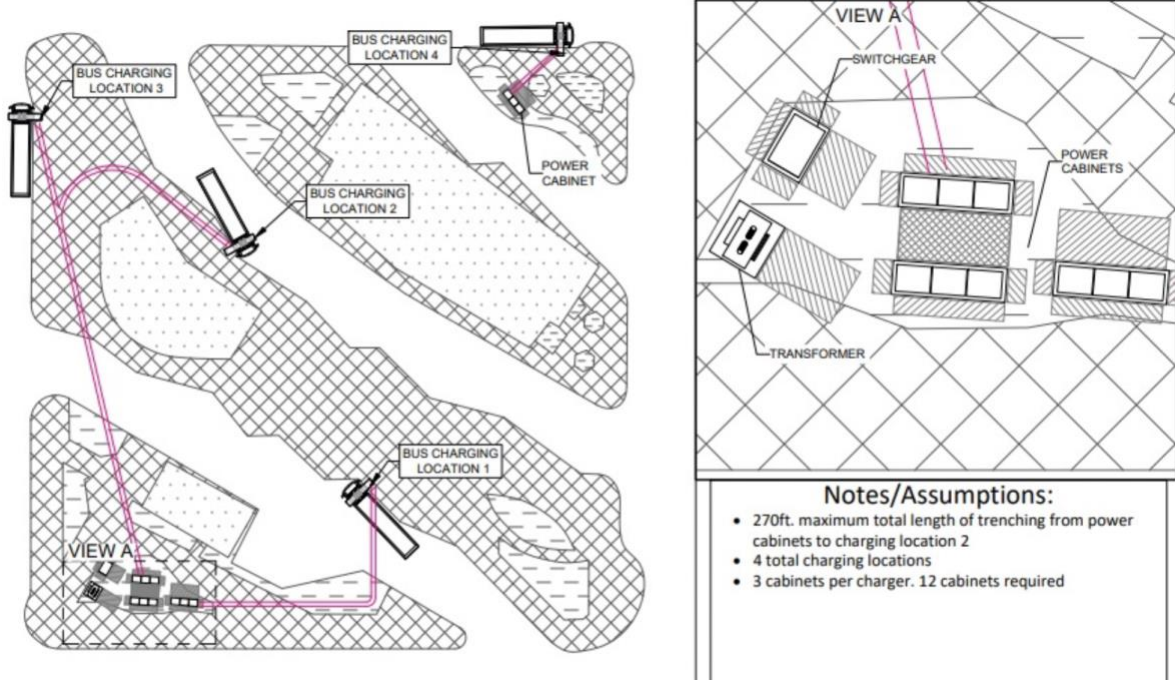 BUS CHARGING
LOCATION 4
BUS CHARGING
LOCATION 3
POWER
CABINET
BUS CHARGING
LOCATION 2
BUS CHARGING
LOCATION 1
VIEW A
VIEW A
SWITCHGEAR
POWER
CABINETS
TRANSFORMER
Notes/Assumptions:
• 270ft. maximum total length of trenching from power
cabinets to charging location 2
• 4 total charging locations
• 3 cabinets per charger. 12 cabinets required